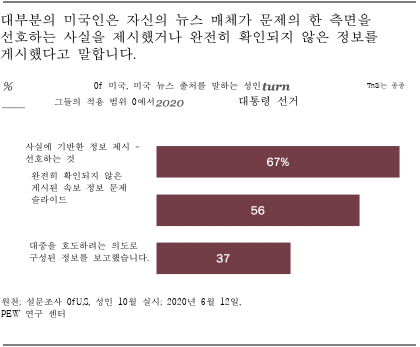 대부분의 미국인은 자신의 뉴스 매체가 문제의 한 측면을
선호하는 사실을 제시했거나 완전히 확인되지 않은 정보를
게시했다고 말합니다.
% Of 미국, 미국 뉴스 출처를 말하는 성인turn TnS는 종종
그들의 적용 범위 0에서2020 대통령 선거
사실에 기반한 정보 제시 -
선호하는 것
67%
완전히 확인되지 않은
게시된 속보 정보 문제
슬라이드
56
대중을 호도하려는 의도로
구성된 정보를 보고했습니다.
37
원천; 설문조사 0fU.S, 성인 10월 실시; 2020년 6월 12일,
PEW 연구 센터